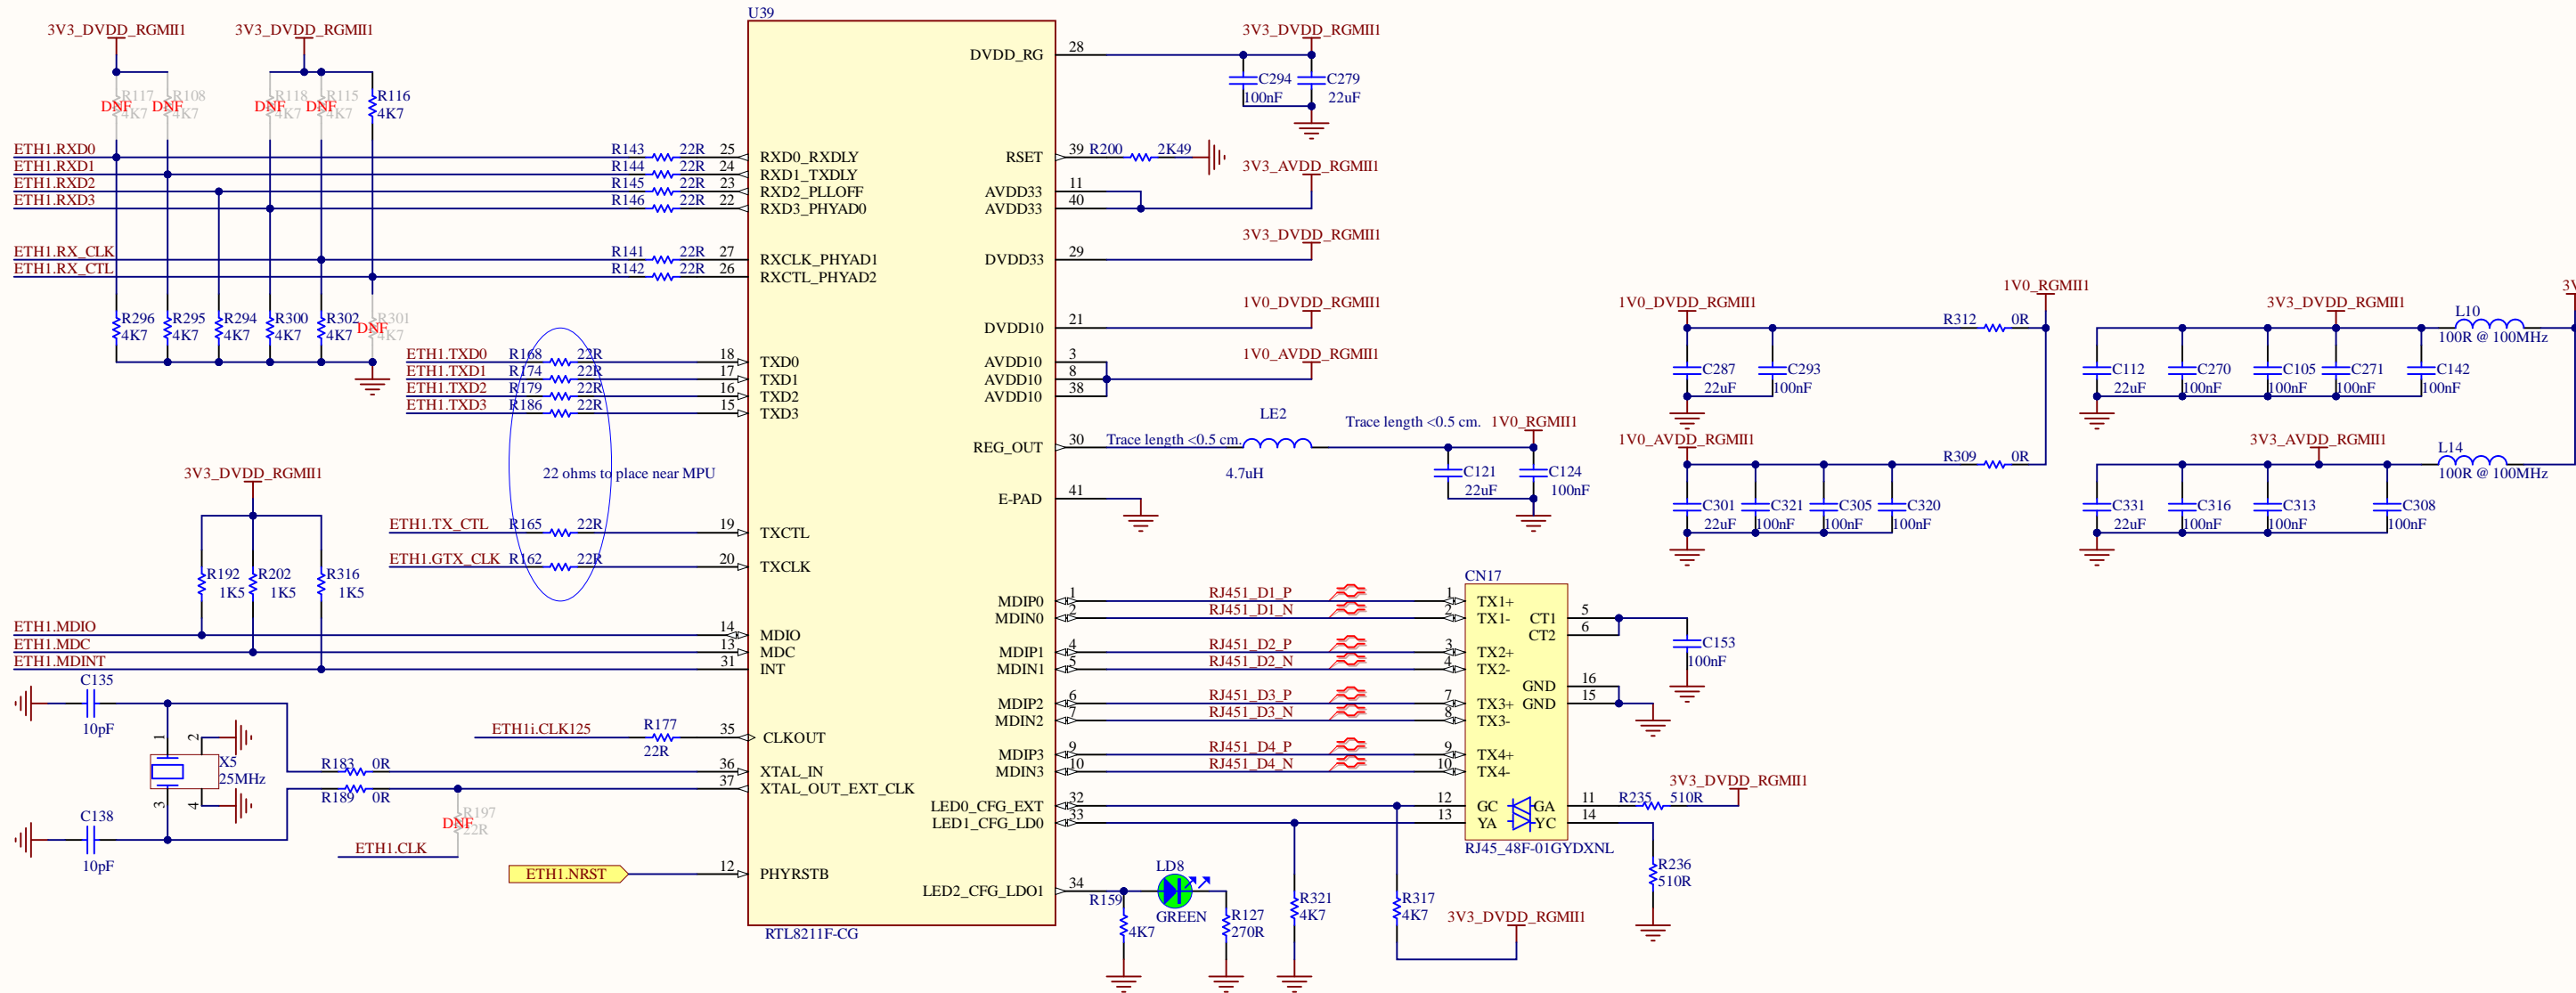 U39
3V3_DVDD_RGMII1
3V3_DVDD_RGMII1
R117 4K7 DNF
R108 4K7 DNF
R118 4K7 DNF
R115 4K7 DNF
R116 4K7
ETH1.RXD0 R143 22R 25 RXD0_RXDLY
ETH1.RXD1 R144 22R 24 RXD1_TXDLY
ETH1.RXD2 R145 22R 23 RXD2_PLLOFF
ETH1.RXD3 R146 22R 22 RXD3_PHYAD0
ETH1.RX_CLK R141 22R 27 RXCLK_PHYAD1
ETH1.RX_CTL R142 22R 26 RXCTL_PHYAD2
R296 4K7
R295 4K7
R294 4K7
R300 4K7
R302 4K7
R301 4K7 DNF
ETH1.TXD0 R168 22R 18 TXD0
ETH1.TXD1 R174 22R 17 TXD1
ETH1.TXD2 R179 22R 16 TXD2
ETH1.TXD3 R186 22R 15 TXD3
22 ohms to place near MPU
ETH1.TX_CTL R165 22R 19 TXCTL
ETH1.GTX_CLK R162 22R 20 TXCLK
3V3_DVDD_RGMII1
R192 1K5
R202 1K5
R316 1K5
ETH1.MDIO 14 MDIO
ETH1.MDC 13 MDC
ETH1.MDINT 31 INT
C135 10pF
1 2 3 4
X5 25MHz
C138 10pF
ETH1i.CLK125 R177 22R 35 CLKOUT
R183 0R 36 XTAL_IN
R189 0R 37 XTAL_OUT_EXT_CLK
R197 22R DNF
ETH1.CLK
ETH1.NRST 12 PHYRSTB
RTL8211F-CG
DVDD_RG 28 3V3_DVDD_RGMII1
C294 100nF
C279 22uF
RSET 39 R200 2K49
3V3_AVDD_RGMII1
AVDD33 11
AVDD33 40
3V3_DVDD_RGMII1
DVDD33 29
1V0_DVDD_RGMII1
DVDD10 21
1V0_AVDD_RGMII1
AVDD10 3
AVDD10 8
AVDD10 38
REG_OUT 30 Trace length <0.5 cm. LE2 4.7uH Trace length <0.5 cm. 1V0_RGMII1
C121 22uF
C124 100nF
E-PAD 41
MDIP0 1 RJ451_D1_P 1 TX1+
MDIN0 2 RJ451_D1_N 2 TX1-
MDIP1 4 RJ451_D2_P 3 TX2+
MDIN1 5 RJ451_D2_N 4 TX2-
MDIP2 6 RJ451_D3_P 7 TX3+
MDIN2 7 RJ451_D3_N 8 TX3-
MDIP3 9 RJ451_D4_P 9 TX4+
MDIN3 10 RJ451_D4_N 10 TX4-
LED0_CFG_EXT 32 12 GC
LED1_CFG_LD0 33 13 YA
LED2_CFG_LDO1 34
R159 4K7
LD8 GREEN
R127 270R
R321 4K7
R317 4K7
3V3_DVDD_RGMII1
CN17
CT1 5
CT2 6
C153 100nF
GND 16
GND 15
GA 11 R235 510R 3V3_DVDD_RGMII1
YC 14
R236 510R
RJ45_48F-01GYDXNL
1V0_DVDD_RGMII1
C287 22uF
C293 100nF
R312 0R
1V0_RGMII1
1V0_AVDD_RGMII1
C301 22uF
C321 100nF
C305 100nF
C320 100nF
R309 0R
3V3_DVDD_RGMII1
C112 22uF
C270 100nF
C105 100nF
C271 100nF
C142 100nF
L10
100R @ 100MHz
3V3_AVDD_RGMII1
C331 22uF
C316 100nF
C313 100nF
C308 100nF
L14
100R @ 100MHz